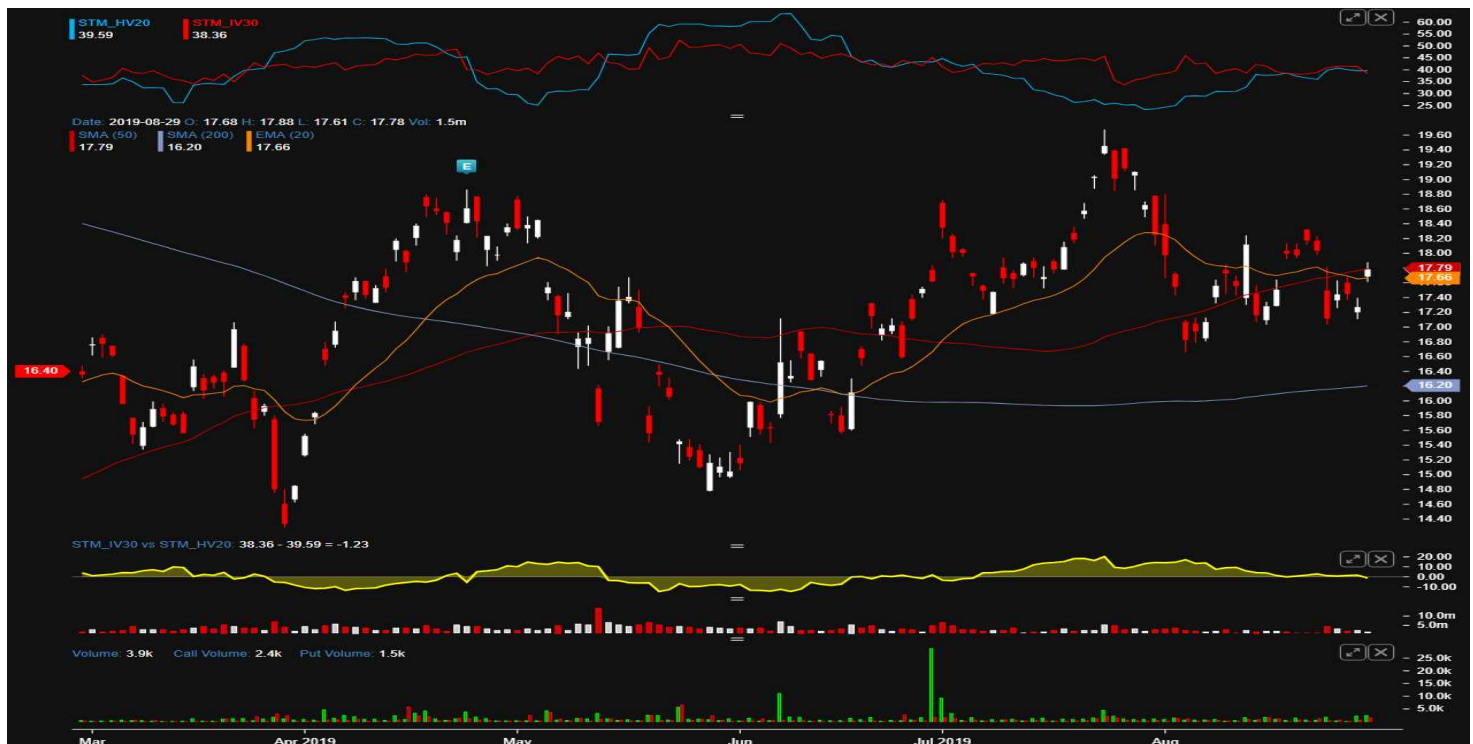 STM_HV20 STM_IV30
39.59 38.36
60.00
55.00
50.00
45.00
40.00
35.00
30.00
25.00
Date: 2019-08-29 O: 17.68 H: 17.88 L: 17.61 C: 17.78 Vol: 1.5m
SMA (50) SMA (200) EMA (20)
17.79 16.20 17.66
E
19.60
19.40
19.20
19.00
18.80
18.60
18.40
18.20
18.00
17.79
17.66
17.40
17.20
17.00
16.80
16.60
16.40
16.20
16.00
15.80
15.60
15.40
15.20
15.00
14.80
14.60
14.40
STM_IV30 vs STM_HV20: 38.36 - 39.59 = -1.23
20.00
10.00
0.00
-10.00
10.0m
5.0m
Volume: 3.9k Call Volume: 2.4k Put Volume: 1.5k
25.0k
20.0k
15.0k
10.0k
5.0k
Mar Apr 2019 May Jun Jul 2019 Aug